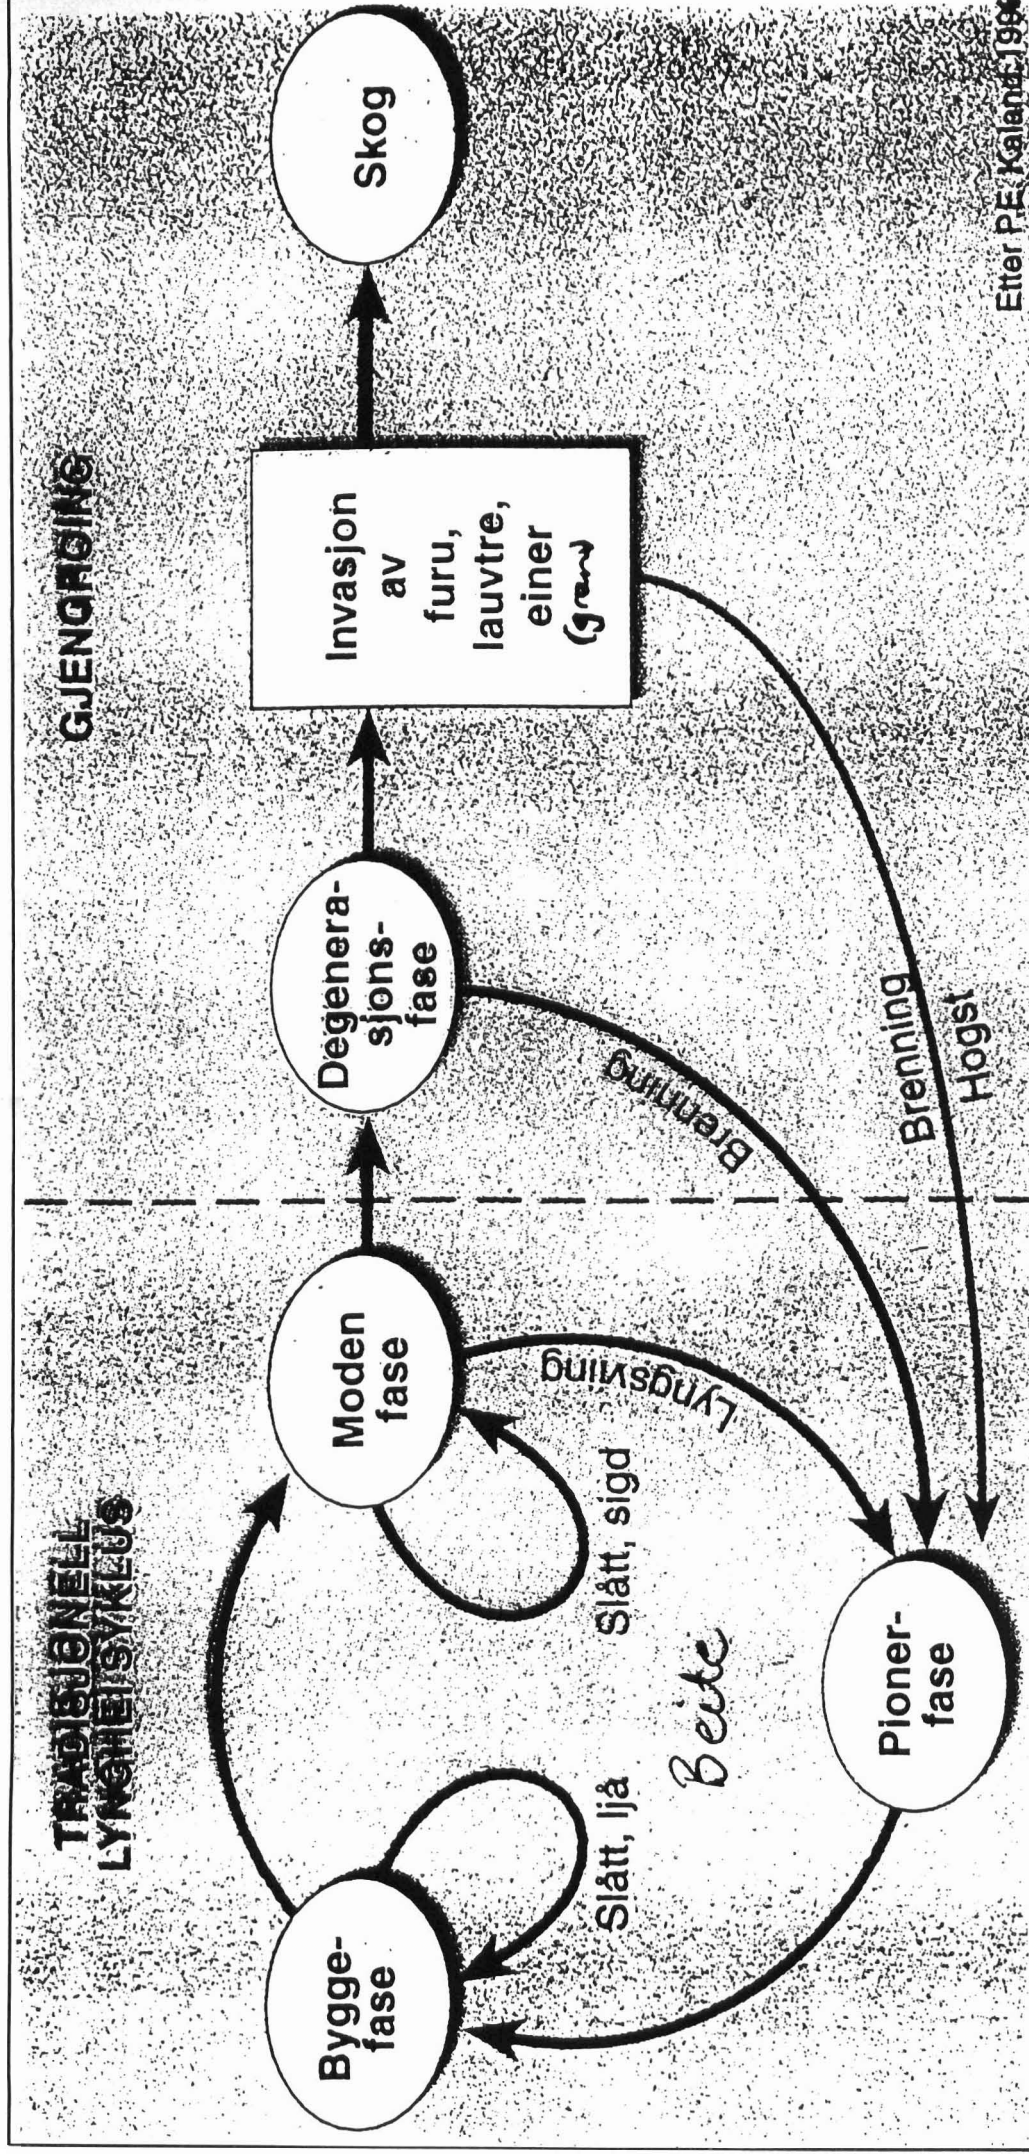 TRADISJONELL
LYNGHEISYKLUS
GJENGROING
Bygge-
fase
Moden
fase
Degenera-
sjons-
fase
Invasjon
av
furu,
lauvtre,
einer
(gran)
Skog
Slått, ljå
Slått, sigd
Lyngsviing
Brenning
Brenning
Hogst
Beite
Pioner-
fase
Etter P.E. Kaland